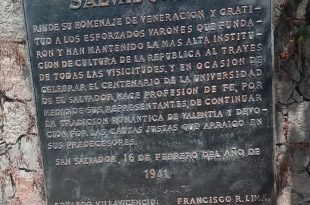 SALVADOR
RINDE SU HOMENAJE DE VENERACION Y GRATI
TUD A LOS ESFORZADOS VARONES QUE FUNDA
RON Y HAN MANTENIDO LA MAS ALTA INSTITU
CION DE CULTURA DE LA REPUBLICA AL TRAVES
DE TODAS LAS VISICITUDES, Y EN OCASION DE
CELEBRAR EL CENTENARIO DE LA UNIVERSIDAD
DE EL SALVADOR HACE PROFESION DE FE, POR
MEDIO DE SUS REPRESENTANTES, DE CONTINUAR
LA TRADICION ROMANTICA DE VALENTIA Y DEVO
CION POR LAS CAUSAS JUSTAS QUE ARRAIGO EN
SUS PREDECESORES.
SAN SALVADOR, 16 DE FEBRERO DEL AÑO DE
1941.
VILLAVICENCIO. FRANCISCO R. LIMA.